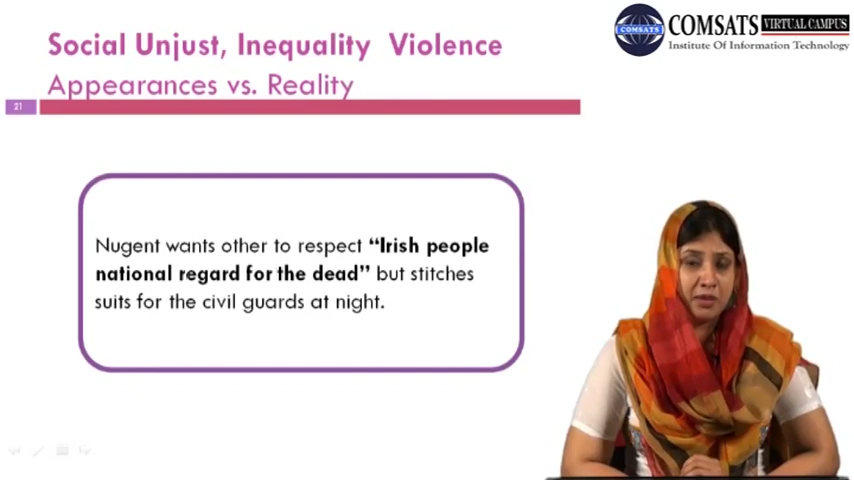 Social Unjust, Inequality Violence
Appearances vs. Reality
21
COMSATS
COMSATS VIRTUAL CAMPUS
Institute Of Information Technology
Nugent wants other to respect “Irish people
national regard for the dead” but stitches
suits for the civil guards at night.